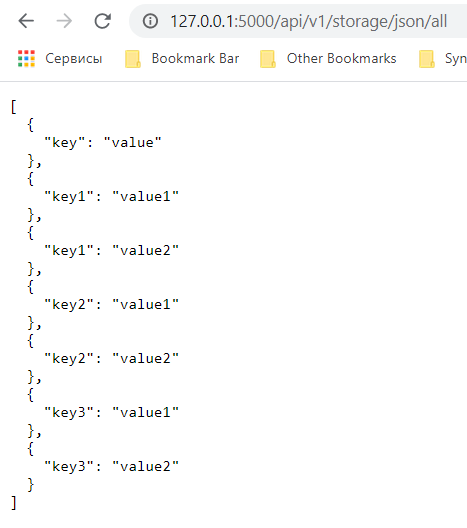 127.0.0.1:5000/api/v1/storage/json/all
Сервисы Bookmark Bar Other Bookmarks Syn
[
  {
    "key": "value"
  },
  {
    "key1": "value1"
  },
  {
    "key1": "value2"
  },
  {
    "key2": "value1"
  },
  {
    "key2": "value2"
  },
  {
    "key3": "value1"
  },
  {
    "key3": "value2"
  }
]